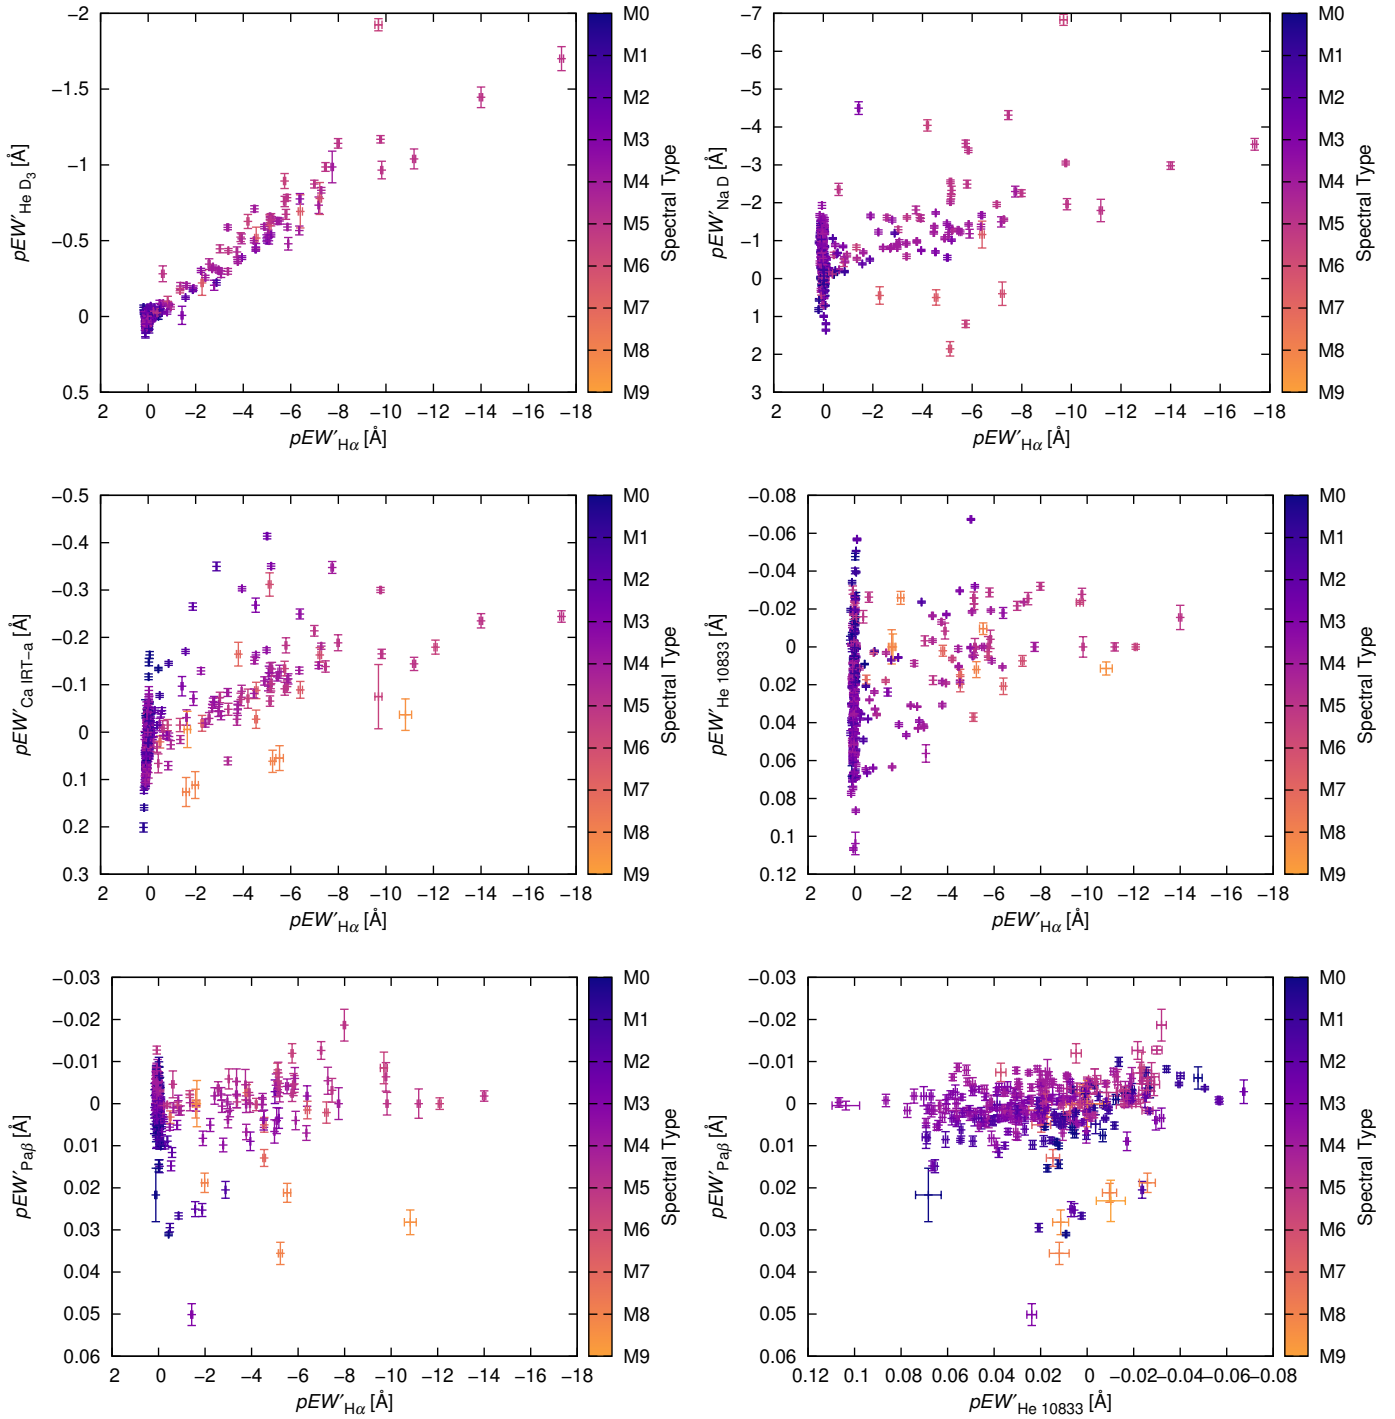 −2
−1.5
−1
−0.5
0
0.5
pEW′He D3 [Å]
2 0 −2 −4 −6 −8 −10 −12 −14 −16 −18
pEW′Hα [Å]
M0
M1
M2
M3
M4
M5
M6
M7
M8
M9
Spectral Type
−7
−6
−5
−4
−3
−2
−1
0
1
2
3
pEW′Na D [Å]
2 0 −2 −4 −6 −8 −10 −12 −14 −16 −18
pEW′Hα [Å]
M0
M1
M2
M3
M4
M5
M6
M7
M8
M9
Spectral Type
−0.5
−0.4
−0.3
−0.2
−0.1
0
0.1
0.2
0.3
pEW′Ca IRT−a [Å]
2 0 −2 −4 −6 −8 −10 −12 −14 −16 −18
pEW′Hα [Å]
M0
M1
M2
M3
M4
M5
M6
M7
M8
M9
Spectral Type
−0.08
−0.06
−0.04
−0.02
0
0.02
0.04
0.06
0.08
0.1
0.12
pEW′He 10833 [Å]
2 0 −2 −4 −6 −8 −10 −12 −14 −16 −18
pEW′Hα [Å]
M0
M1
M2
M3
M4
M5
M6
M7
M8
M9
Spectral Type
−0.03
−0.02
−0.01
0
0.01
0.02
0.03
0.04
0.05
0.06
pEW′Paβ [Å]
2 0 −2 −4 −6 −8 −10 −12 −14 −16 −18
pEW′Hα [Å]
M0
M1
M2
M3
M4
M5
M6
M7
M8
M9
Spectral Type
−0.03
−0.02
−0.01
0
0.01
0.02
0.03
0.04
0.05
0.06
pEW′Paβ [Å]
0.12 0.1 0.08 0.06 0.04 0.02 0 −0.02 −0.04 −0.06 −0.08
pEW′He 10833 [Å]
M0
M1
M2
M3
M4
M5
M6
M7
M8
M9
Spectral Type